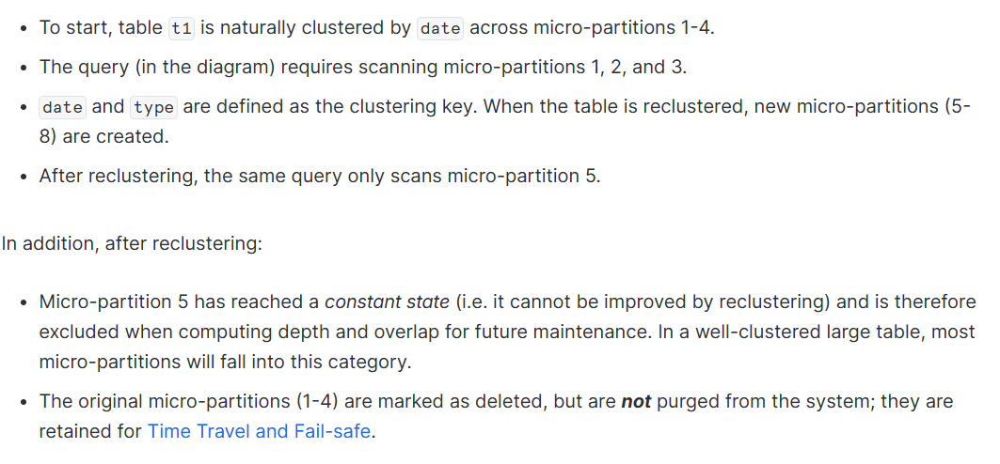 To start, table t1 is naturally clustered by date across micro-partitions 1-4.
The query (in the diagram) requires scanning micro-partitions 1, 2, and 3.
date and type are defined as the clustering key. When the table is reclustered, new micro-partitions (5-
8) are created.
After reclustering, the same query only scans micro-partition 5.
In addition, after reclustering:
Micro-partition 5 has reached a constant state (i.e. it cannot be improved by reclustering) and is therefore
excluded when computing depth and overlap for future maintenance. In a well-clustered large table, most
micro-partitions will fall into this category.
The original micro-partitions (1-4) are marked as deleted, but are not purged from the system; they are
retained for Time Travel and Fail-safe.